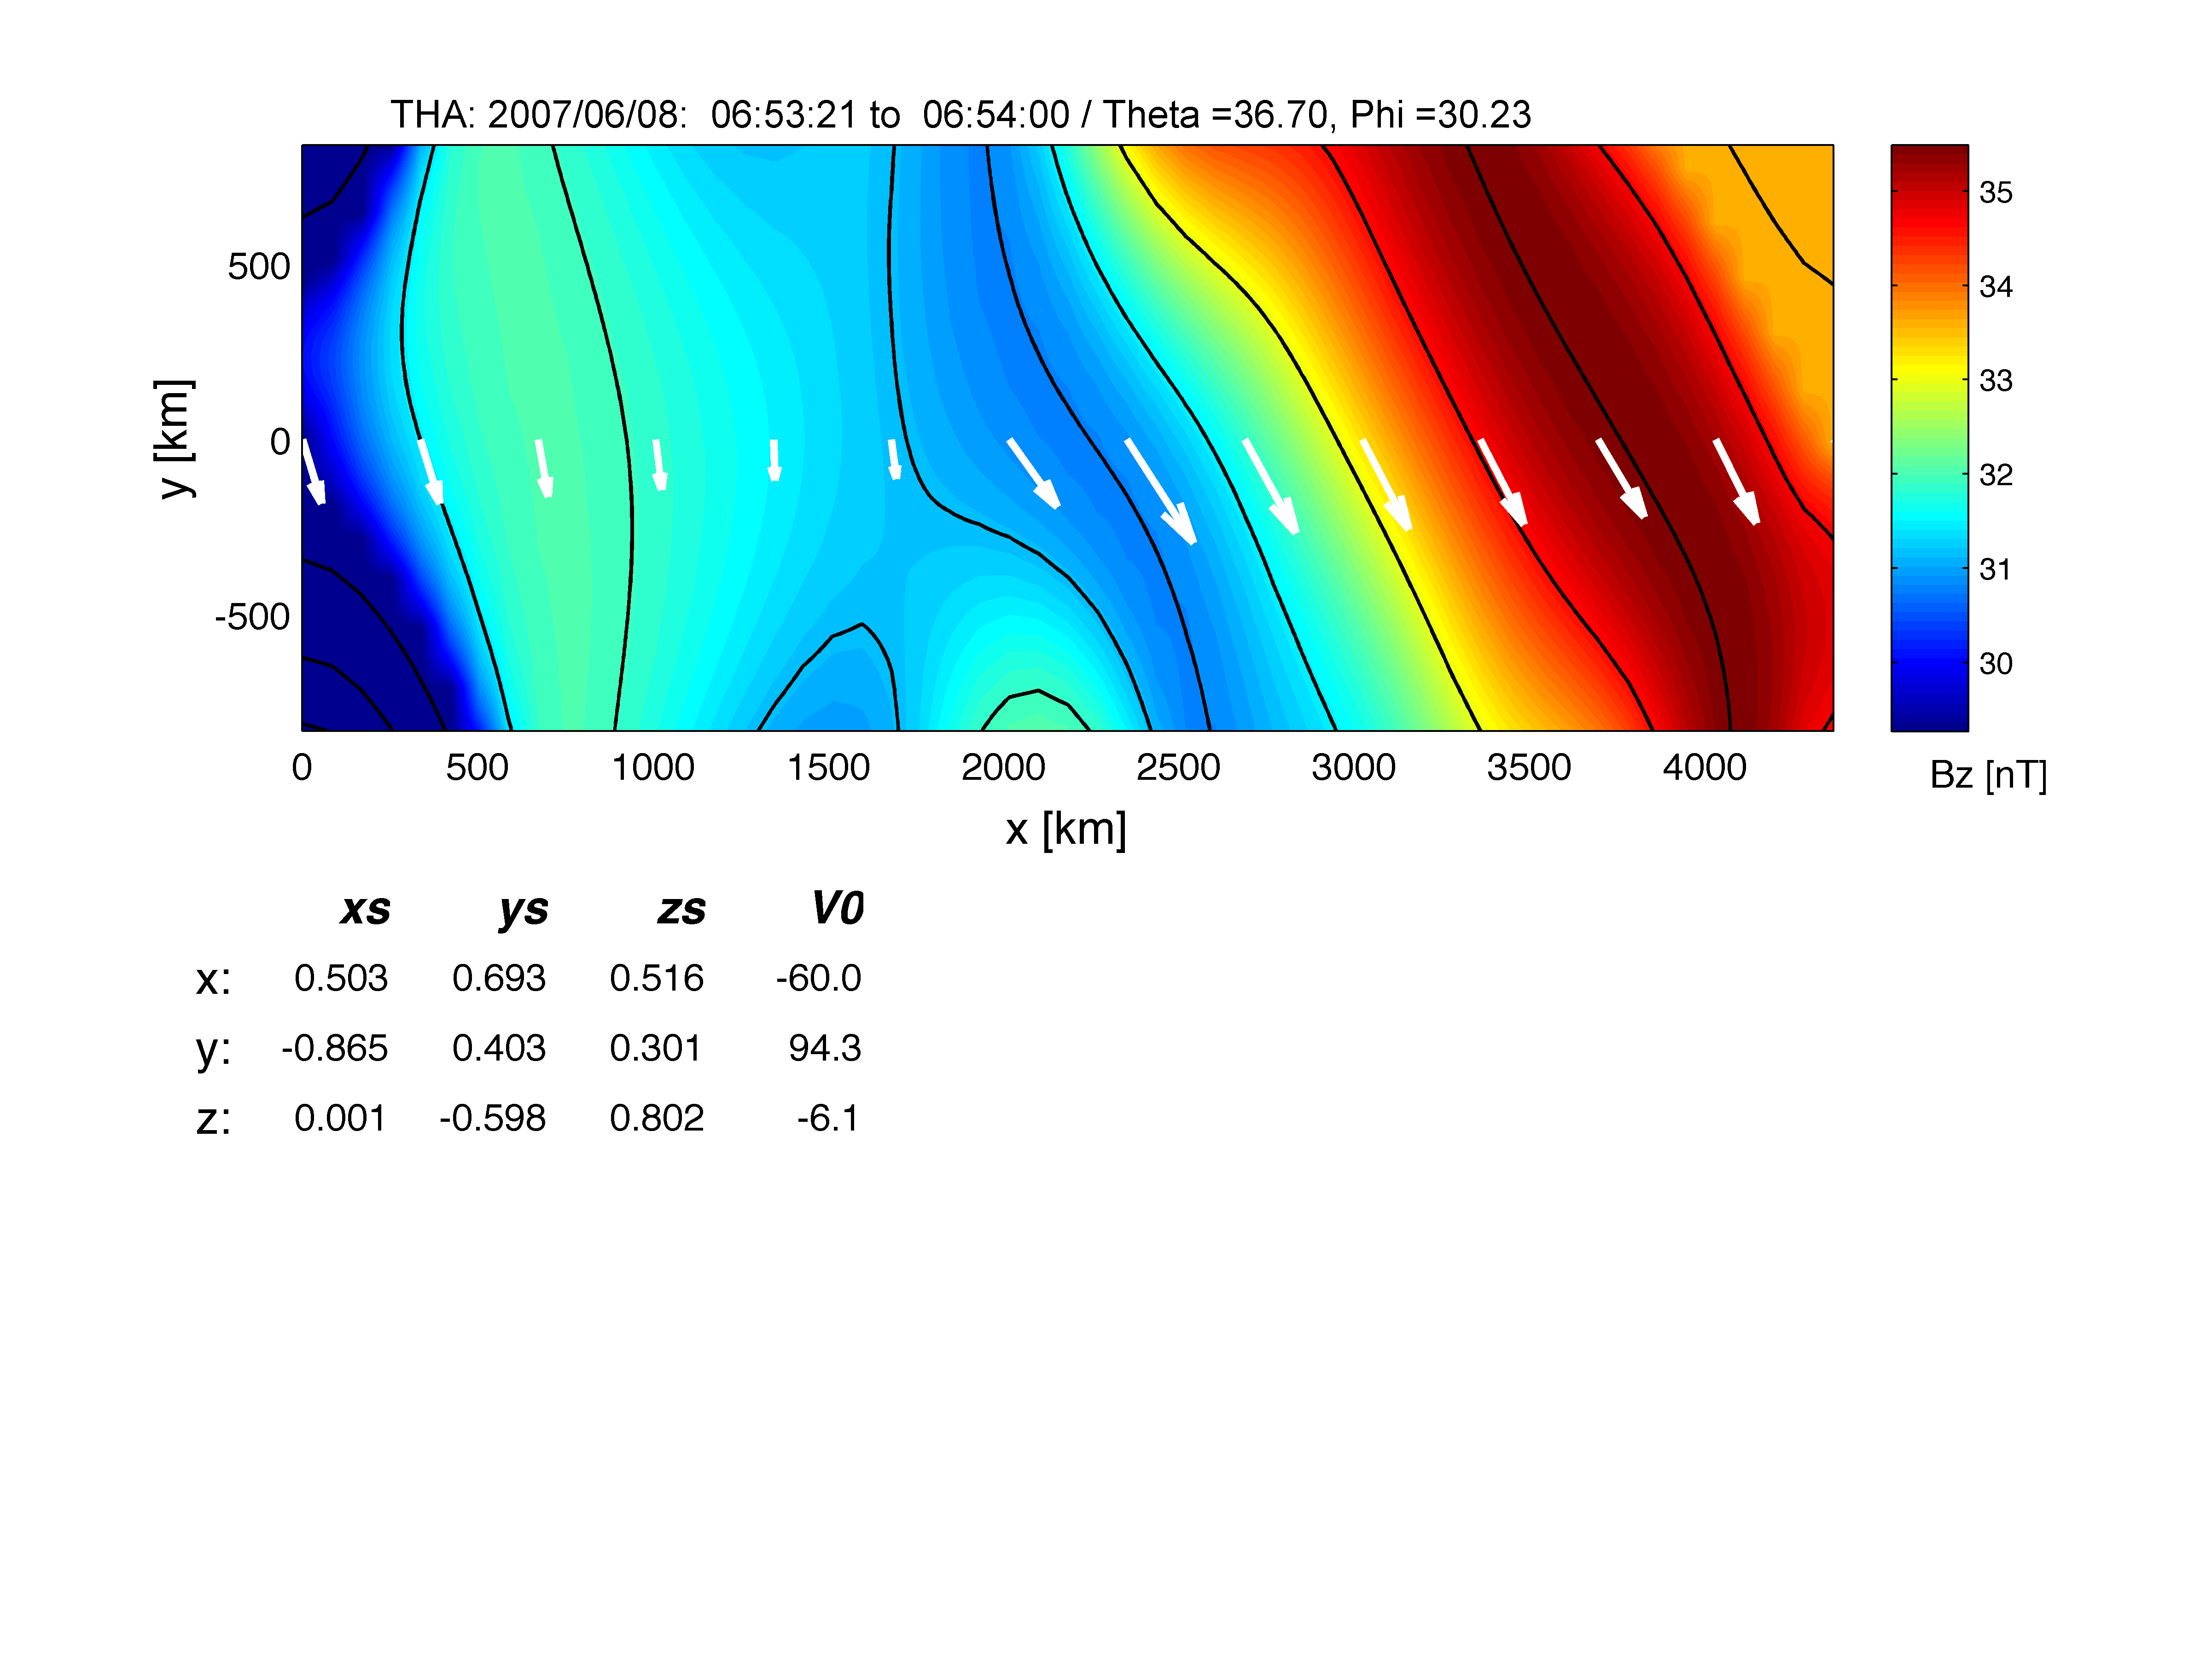 THA: 2007/06/08:  06:53:21 to  06:54:00 / Theta =36.70, Phi =30.23
y [km]
500
0
-500
0 500 1000 1500 2000 2500 3000 3500 4000
x [km]
35
34
33
32
31
30
Bz [nT]
xs ys zs V0
x: 0.503 0.693 0.516 -60.0
y: -0.865 0.403 0.301 94.3
z: 0.001 -0.598 0.802 -6.1